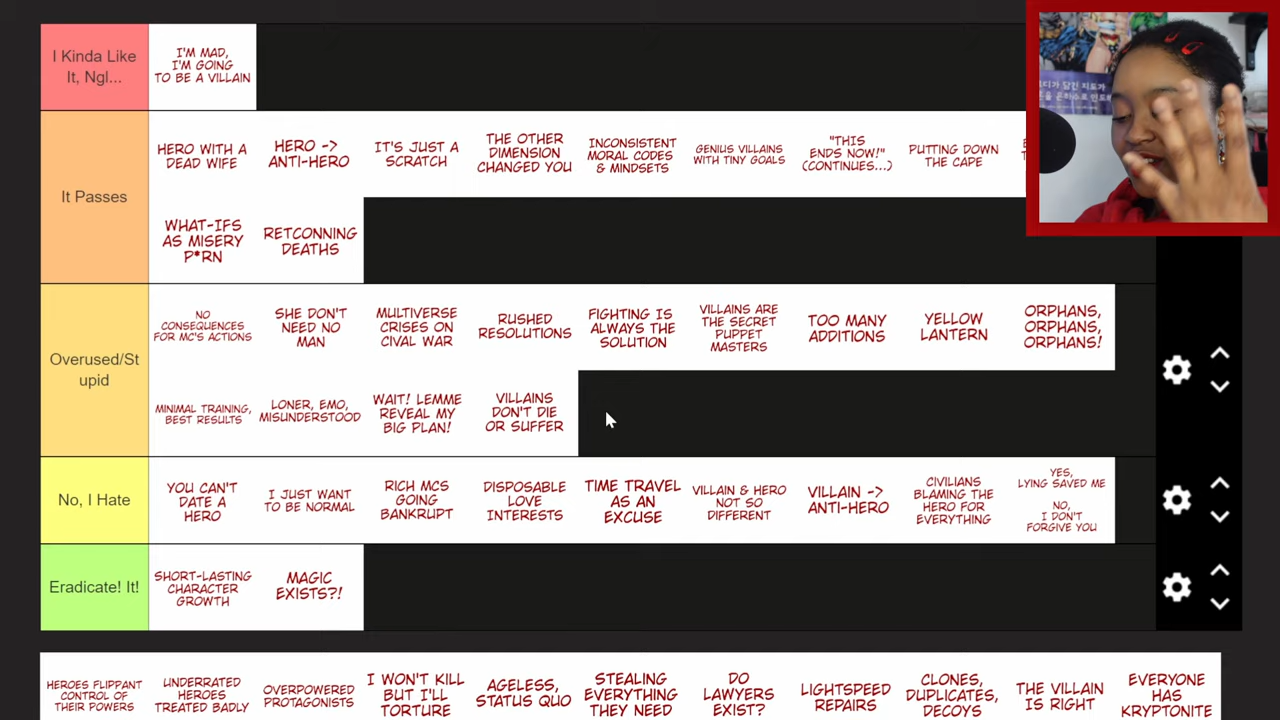 I Kinda Like
It, Ngl...
I'M MAD,
I'M GOING
TO BE A VILLAIN
It Passes
HERO WITH A
DEAD WIFE
HERO ->
ANTI-HERO
IT'S JUST A
SCRATCH
THE OTHER
DIMENSION
CHANGED YOU
INCONSISTENT
MORAL CODES
& MINDSETS
GENIUS VILLAINS
WITH TINY GOALS
"THIS
ENDS NOW!"
(CONTINUES...)
PUTTING DOWN
THE CAPE
WHAT-IFS
AS MISERY
P*RN
RETCONNING
DEATHS
Overused/St
upid
NO
CONSEQUENCES
FOR MC'S ACTIONS
SHE DON'T
NEED NO
MAN
MULTIVERSE
CRISES ON
CIVAL WAR
RUSHED
RESOLUTIONS
FIGHTING IS
ALWAYS THE
SOLUTION
VILLAINS ARE
THE SECRET
PUPPET
MASTERS
TOO MANY
ADDITIONS
YELLOW
LANTERN
ORPHANS,
ORPHANS,
ORPHANS!
MINIMAL TRAINING,
BEST RESULTS
LONER, EMO,
MISUNDERSTOOD
WAIT! LEMME
REVEAL MY
BIG PLAN!
VILLAINS
DON'T DIE
OR SUFFER
No, I Hate
YOU CAN'T
DATE A
HERO
I JUST WANT
TO BE NORMAL
RICH MCS
GOING
BANKRUPT
DISPOSABLE
LOVE
INTERESTS
TIME TRAVEL
AS AN
EXCUSE
VILLAIN & HERO
NOT SO
DIFFERENT
VILLAIN ->
ANTI-HERO
CIVILIANS
BLAMING THE
HERO FOR
EVERYTHING
YES,
LYING SAVED ME
NO,
I DON'T
FORGIVE YOU
Eradicate! It!
SHORT-LASTING
CHARACTER
GROWTH
MAGIC
EXISTS?!
HEROES FLIPPANT
CONTROL OF
THEIR POWERS
UNDERRATED
HEROES
TREATED BADLY
OVERPOWERED
PROTAGONISTS
I WON'T KILL
BUT I'LL
TORTURE
AGELESS,
STATUS QUO
STEALING
EVERYTHING
THEY NEED
DO
LAWYERS
EXIST?
LIGHTSPEED
REPAIRS
CLONES,
DUPLICATES,
DECOYS
THE VILLAIN
IS RIGHT
EVERYONE
HAS
KRYPTONITE